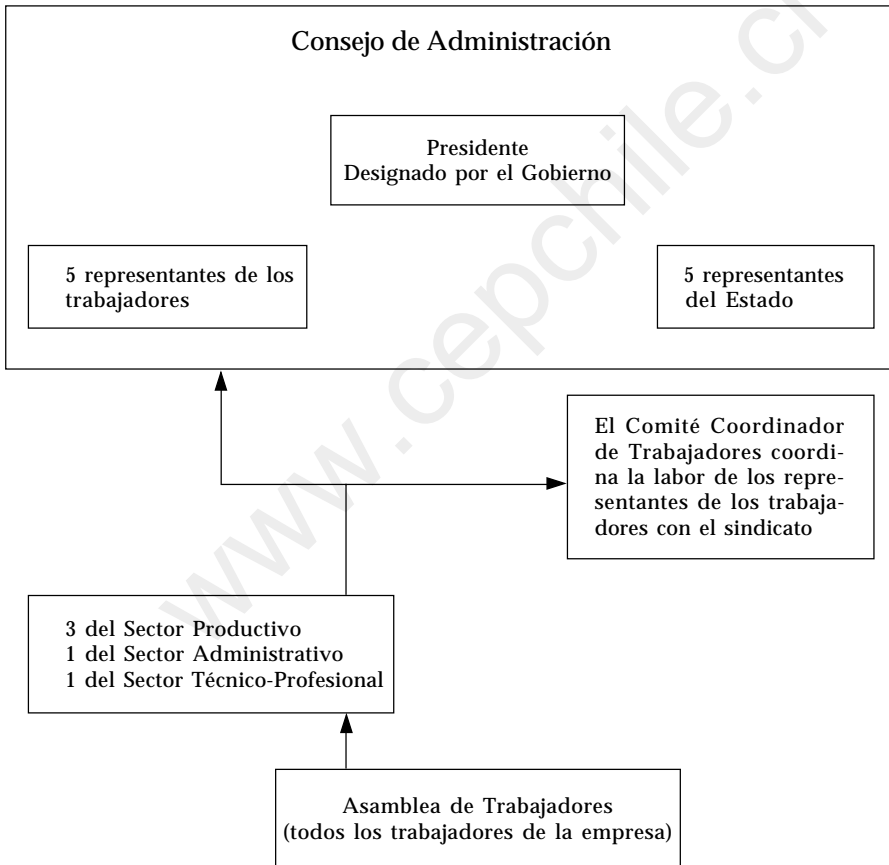 Consejo de Administración
Presidente
Designado por el Gobierno
5 representantes de los
trabajadores
5 representantes
del Estado
El Comité Coordinador
de Trabajadores coordi-
na la labor de los repre-
sentantes de los trabaja-
dores con el sindicato
3 del Sector Productivo
1 del Sector Administrativo
1 del Sector Técnico-Profesional
Asamblea de Trabajadores
(todos los trabajadores de la empresa)
www.cepchile.cl